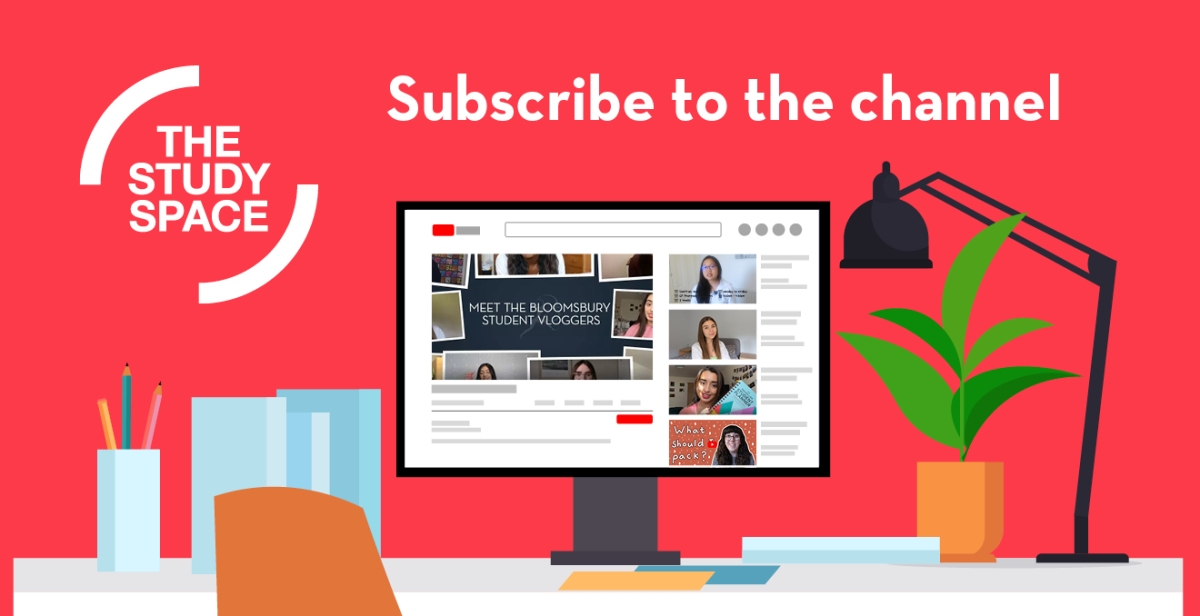 THE
STUDY
SPACE
Subscribe to the channel
MEET THE BLOOMSBURY
STUDENT VLOGGERS
What
should
pack?